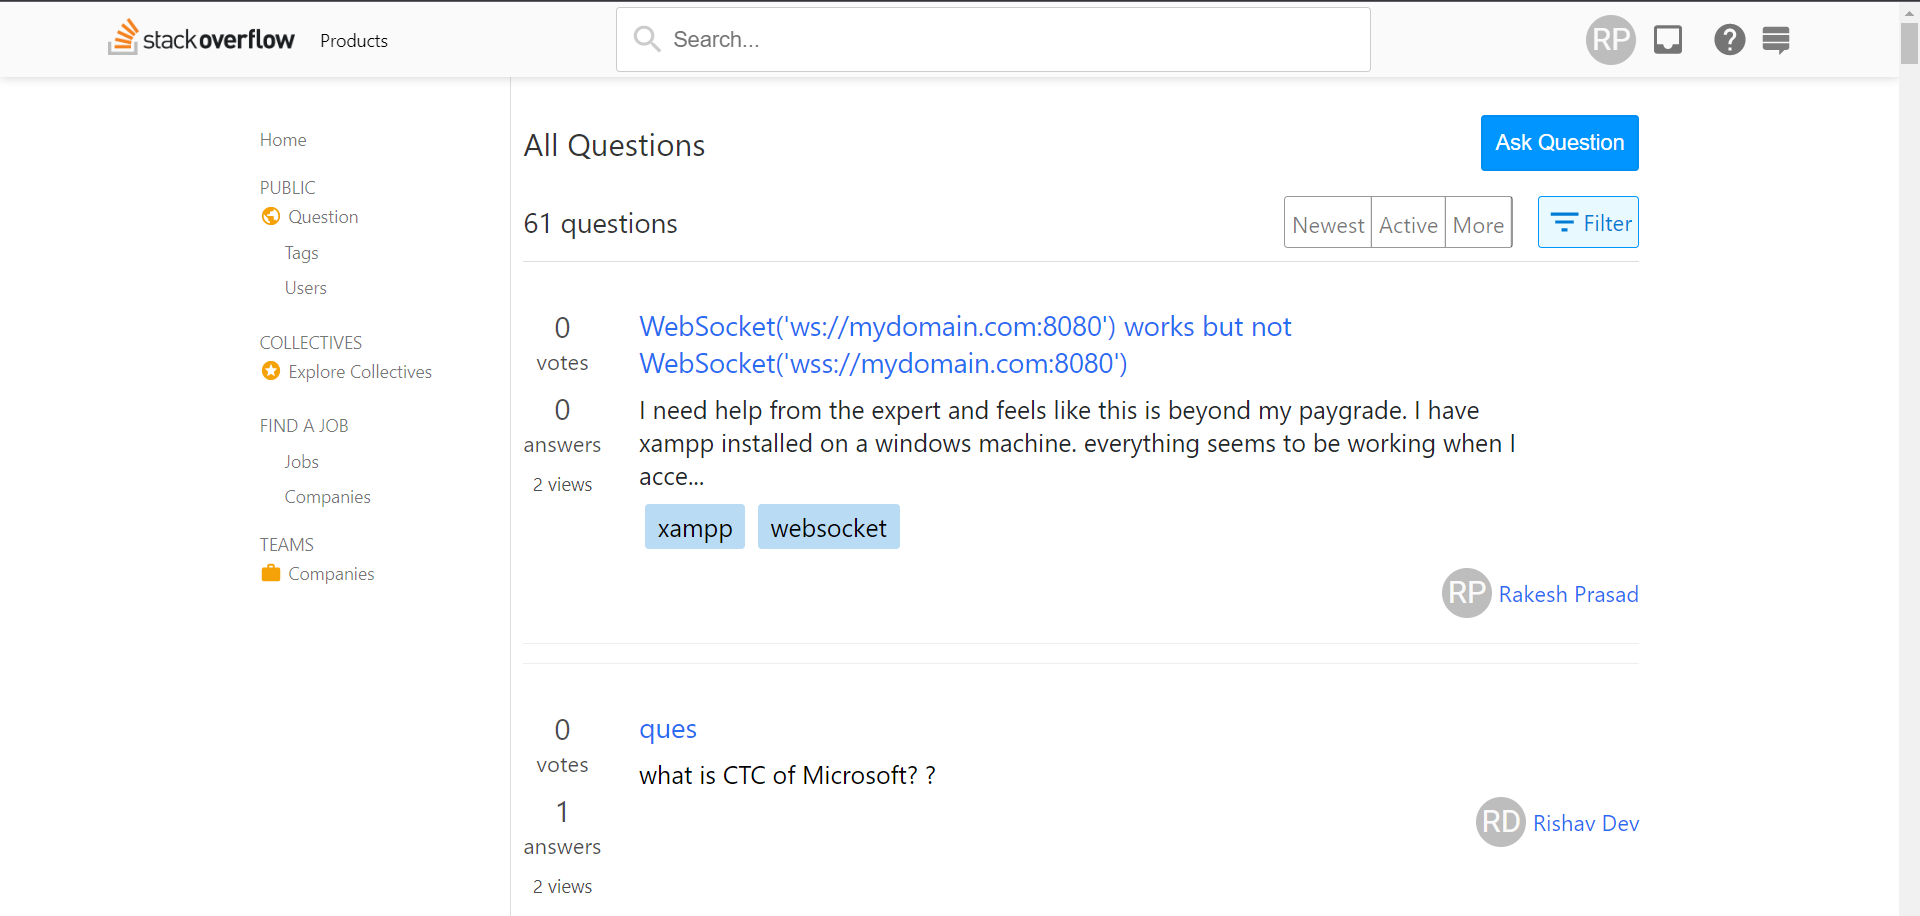 stackoverflow
Products
Search...
RP
Home
PUBLIC
Question
Tags
Users
COLLECTIVES
Explore Collectives
FIND A JOB
Jobs
Companies
TEAMS
Companies
All Questions
Ask Question
61 questions
Newest
Active
More
Filter
0
votes
0
answers
2 views
WebSocket('ws://mydomain.com:8080') works but not
WebSocket('wss://mydomain.com:8080')
I need help from the expert and feels like this is beyond my paygrade. I have
xampp installed on a windows machine. everything seems to be working when I
acce...
xampp
websocket
RP Rakesh Prasad
0
votes
1
answers
2 views
ques
what is CTC of Microsoft? ?
RD Rishav Dev